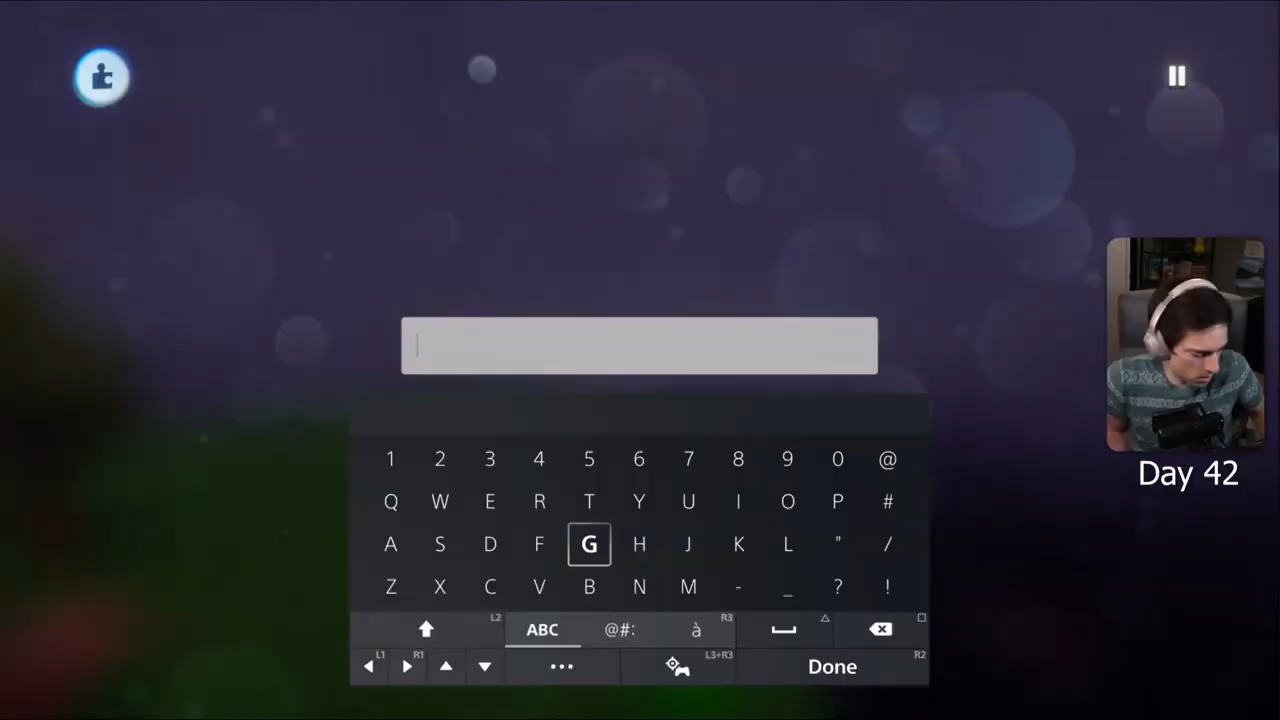 1 2 3 4 5 6 7 8 9 0 @
Q W E R T Y U I O P #
A S D F G H J K L " /
Z X C V B N M - _ ? !
L2 ABC @#: à R3
L1 R1 ... L3+R3 Done R2
Day 42